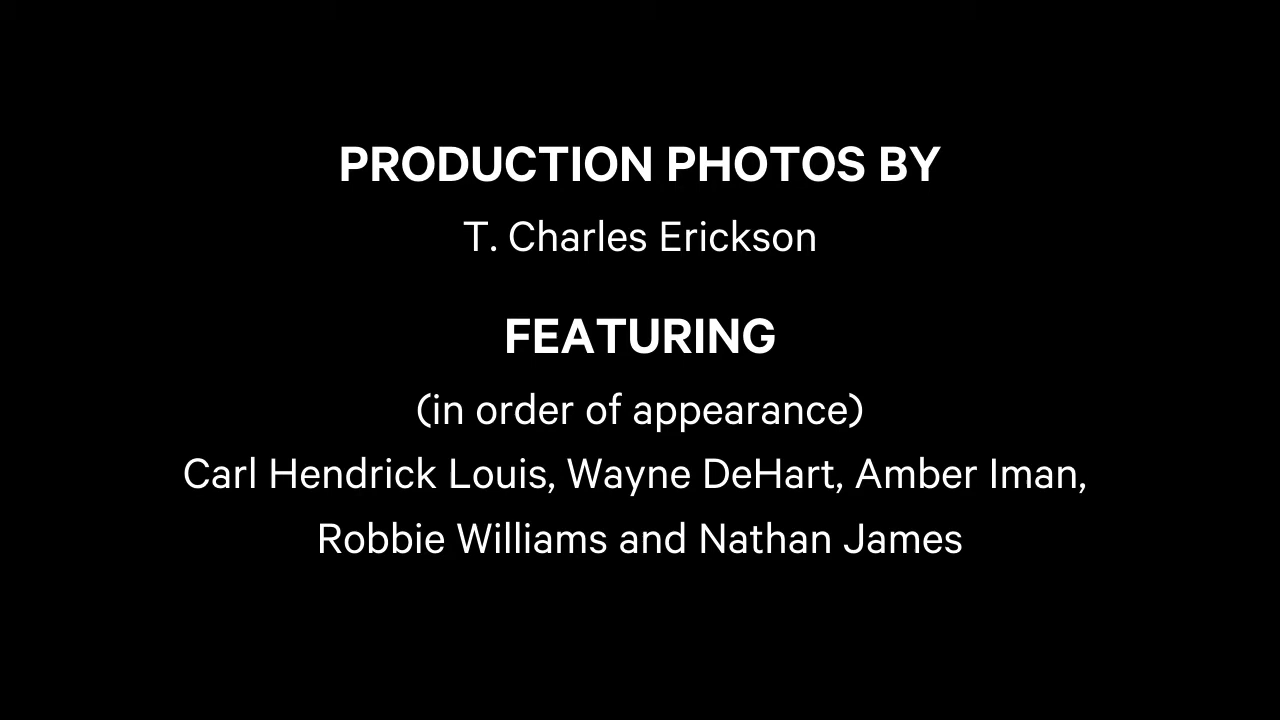 PRODUCTION PHOTOS BY
T. Charles Erickson
FEATURING
(in order of appearance)
Carl Hendrick Louis, Wayne DeHart, Amber Iman,
Robbie Williams and Nathan James